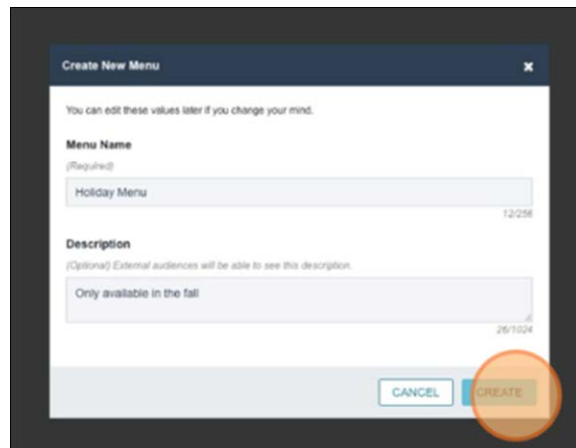 Create New Menu
You can edit these values later if you change your mind.
Menu Name
(Required)
Holiday Menu
12/256
Description
(Optional) External audiences will be able to see this description.
Only available in the fall
26/1024
CANCEL
CREATE